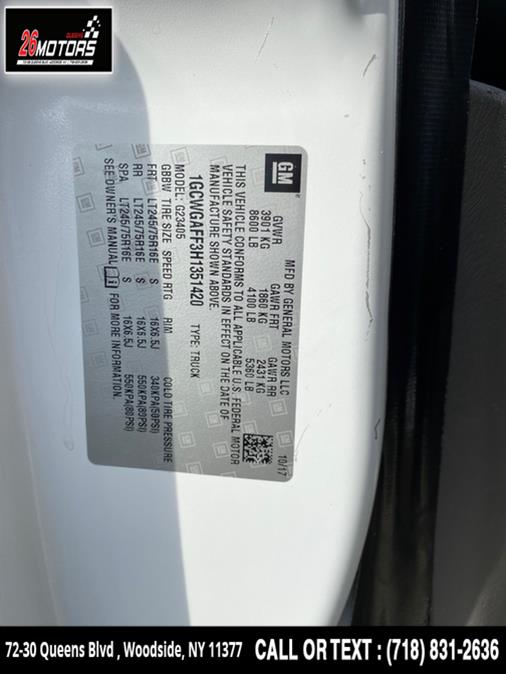 QUEENS
26 MOTORS
GM
MFD BY GENERAL MOTORS LLC
10/17
GVWR GAWR FRT GAWR RR
3901 KG 1860 KG 2431 KG
8600 LB 4100 LB 5360 LB
THIS VEHICLE CONFORMS TO ALL APPLICABLE U.S. FEDERAL MOTOR
VEHICLE SAFETY STANDARDS IN EFFECT ON THE DATE OF
MANUFACTURE SHOWN ABOVE.
1GCWGAFF3H1351420 TYPE: TRUCK
MODEL: G23405
GBBW TIRE SIZE SPEED RTG RIM COLD TIRE PRESSURE
FRT LT245/75R16E S 16X6.5J 340KPA(50PSI)
RR LT245/75R16E S 16X6.5J 550KPA(80PSI)
SPA LT245/75R16E S 16X6.5J 550KPA(80PSI)
SEE OWNER'S MANUAL FOR MORE INFORMATION.
72-30 Queens Blvd , Woodside, NY 11377 CALL OR TEXT : (718) 831-2636